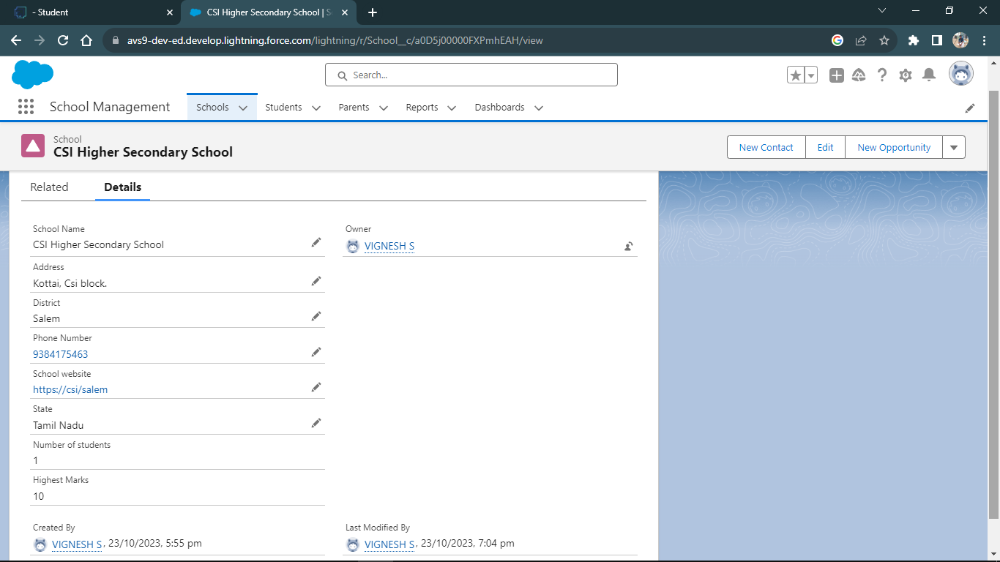 - Student
CSI Higher Secondary School | S
avs9-dev-ed.develop.lightning.force.com/lightning/r/School__c/a0D5j00000FXPmhEAH/view
Search...
School Management
Schools
Students
Parents
Reports
Dashboards
School
CSI Higher Secondary School
New Contact
Edit
New Opportunity
Related
Details
School Name
CSI Higher Secondary School
Owner
VIGNESH S
Address
Kottai, Csi block.
District
Salem
Phone Number
9384175463
School website
https://csi/salem
State
Tamil Nadu
Number of students
1
Highest Marks
10
Created By
VIGNESH S, 23/10/2023, 5:55 pm
Last Modified By
VIGNESH S, 23/10/2023, 7:04 pm